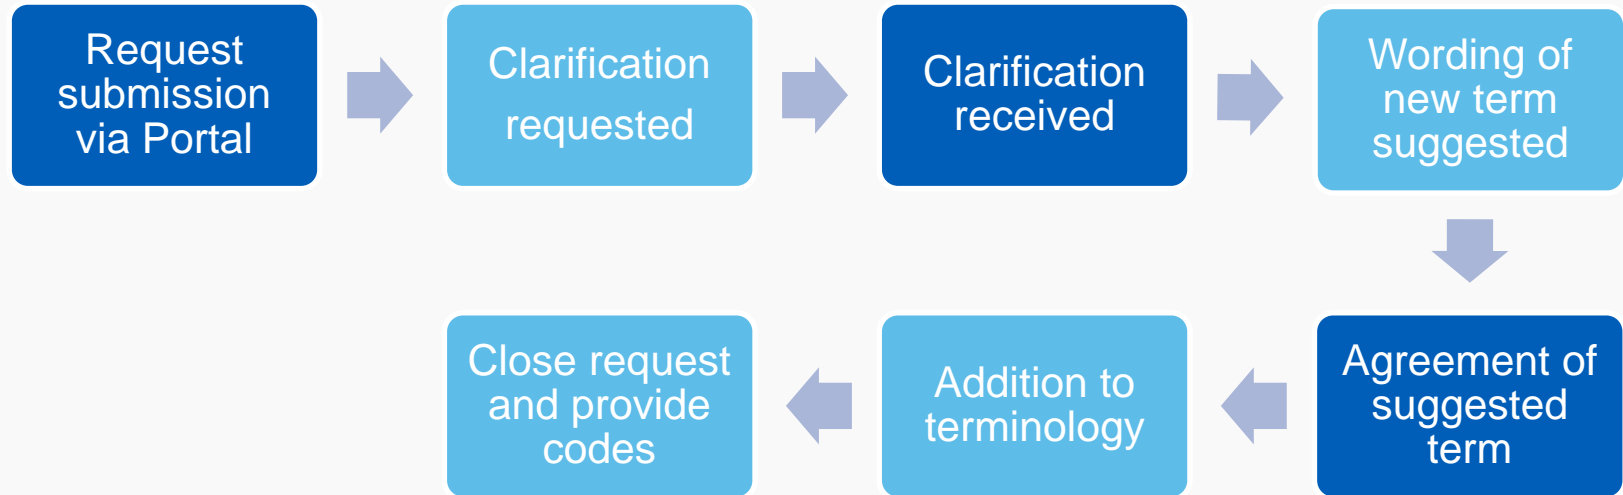 Request
submission
via Portal
Clarification
requested
Clarification
received
Wording of
new term
suggested
Agreement of
suggested
term
Addition to
terminology
Close request
and provide
codes